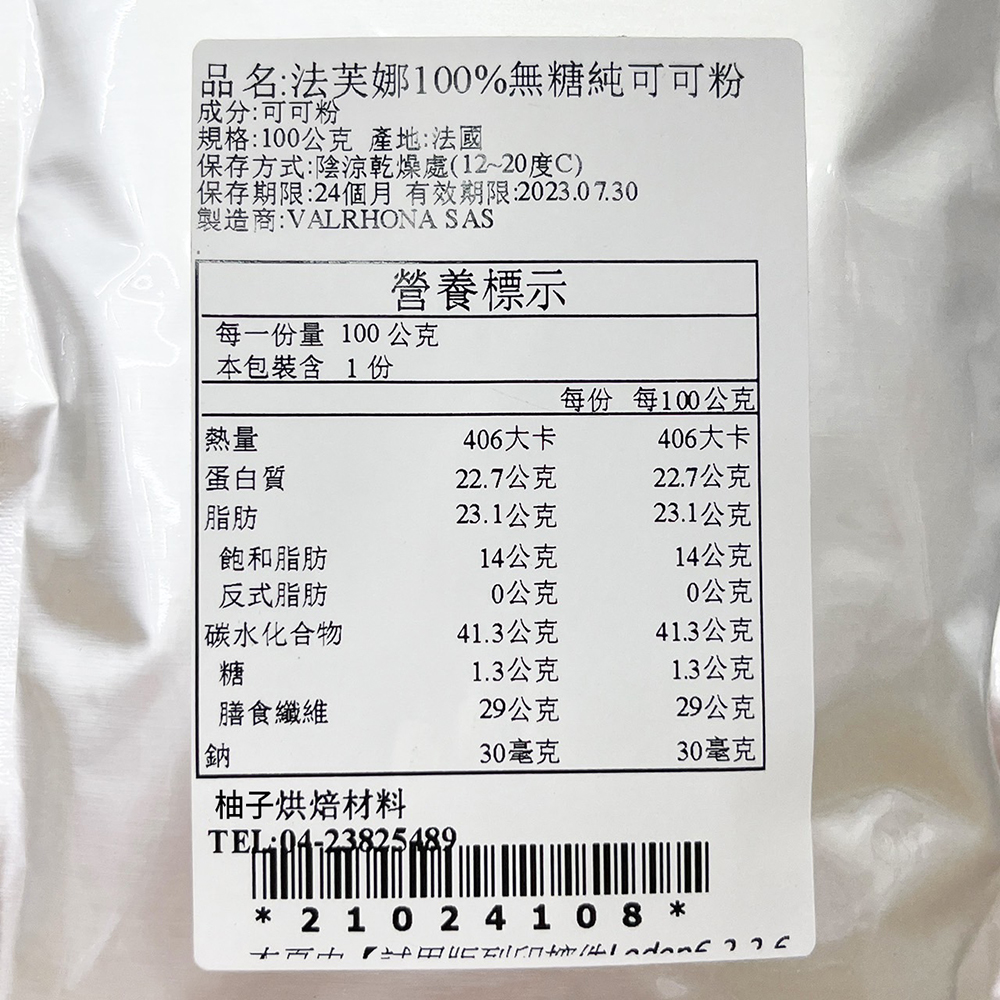 品名:法芙娜100%無糖純可可粉
成分:可可粉
規格:100公克 產地:法國
保存方式:陰涼乾燥處(12~20度C)
保存期限:24個月 有效期限:2023.07.30
製造商:VALRHONA SAS
營養標示
每一份量 100公克
本包裝含 1份
每份 每100公克
熱量 406大卡 406大卡
蛋白質 22.7公克 22.7公克
脂肪 23.1公克 23.1公克
飽和脂肪 14公克 14公克
反式脂肪 0公克 0公克
碳水化合物 41.3公克 41.3公克
糖 1.3公克 1.3公克
膳食纖維 29公克 29公克
鈉 30毫克 30毫克
柚子烘焙材料
TEL:04-23825489
*21024108*